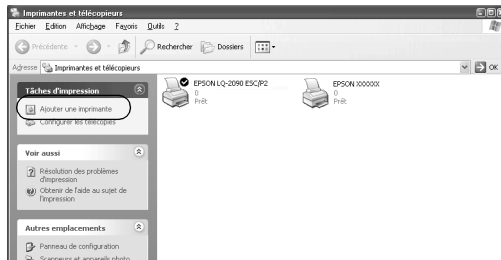 Imprimantes et télécopieurs
Fichier Edition Affichage Favoris Outils ?
Précédente Rechercher Dossiers
Adresse Imprimantes et télécopieurs OK
Tâches d'impression
Ajouter une imprimante
Configurer les télécopies
Voir aussi
Résolution des problèmes
d'impression
Obtenir de l'aide au sujet de
l'impression
Autres emplacements
Panneau de configuration
Scanneurs et appareils photo
EPSON LQ-2090 ESC/P2
0
Prêt
EPSON XXXXXX
0
Prêt